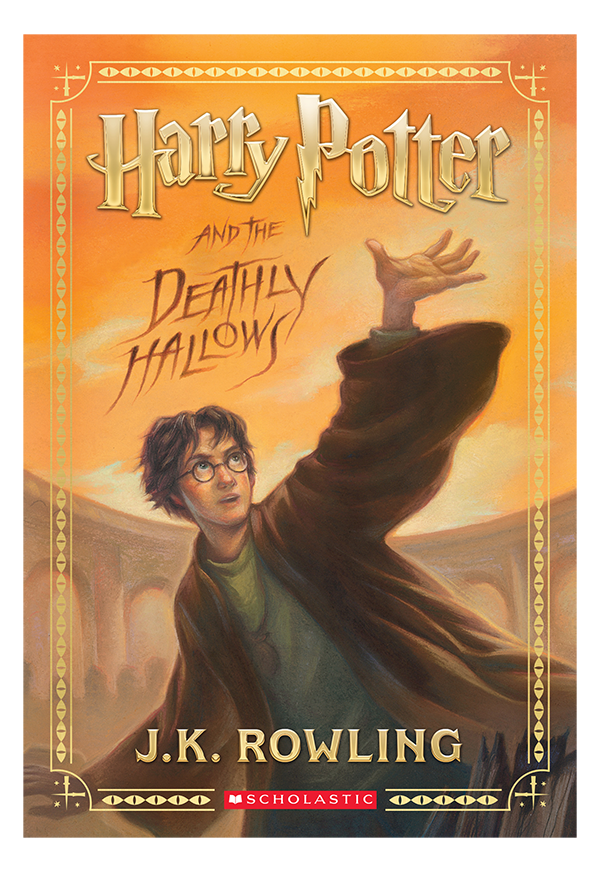 Harry Potter
AND THE
DEATHLY
HALLOWS
J.K. ROWLING
SCHOLASTIC